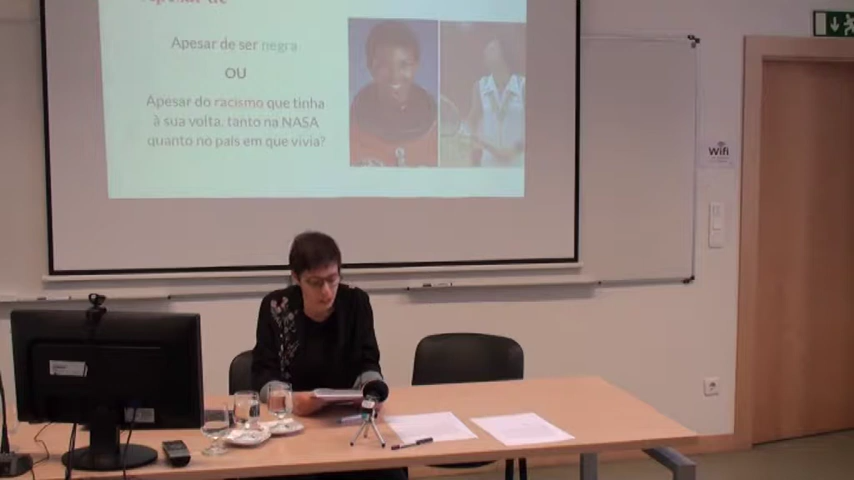 Apesar de ser negra
OU
Apesar do racismo que tinha
à sua volta, tanto na NASA
quanto no país em que vivia?
Wifi